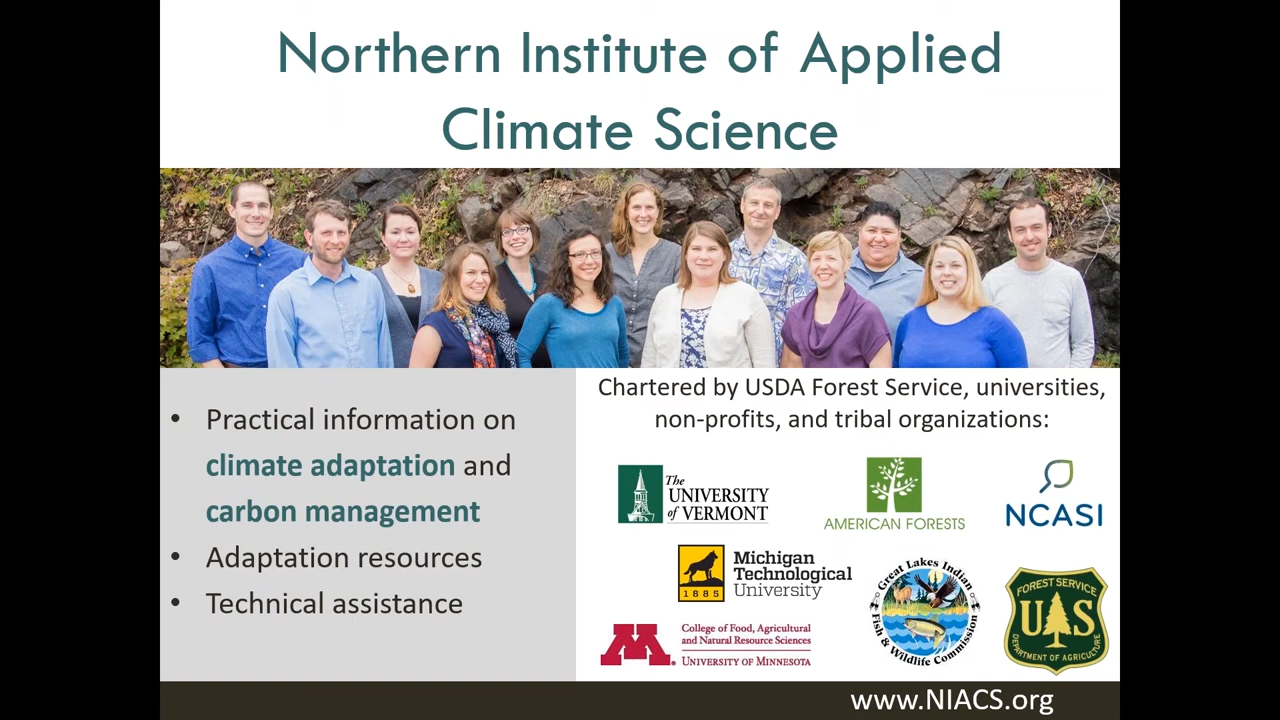 Northern Institute of Applied
Climate Science
• Practical information on
climate adaptation and
carbon management
• Adaptation resources
• Technical assistance
Chartered by USDA Forest Service, universities,
non-profits, and tribal organizations:
The
UNIVERSITY
of VERMONT
AMERICAN FORESTS
NCASI
Michigan
Technological
University
1885
Great Lakes Indian
Fish & Wildlife Commission
FOREST SERVICE
UAS
DEPARTMENT OF AGRICULTURE
M
College of Food, Agricultural
and Natural Resource Sciences
UNIVERSITY OF MINNESOTA
www.NIACS.org